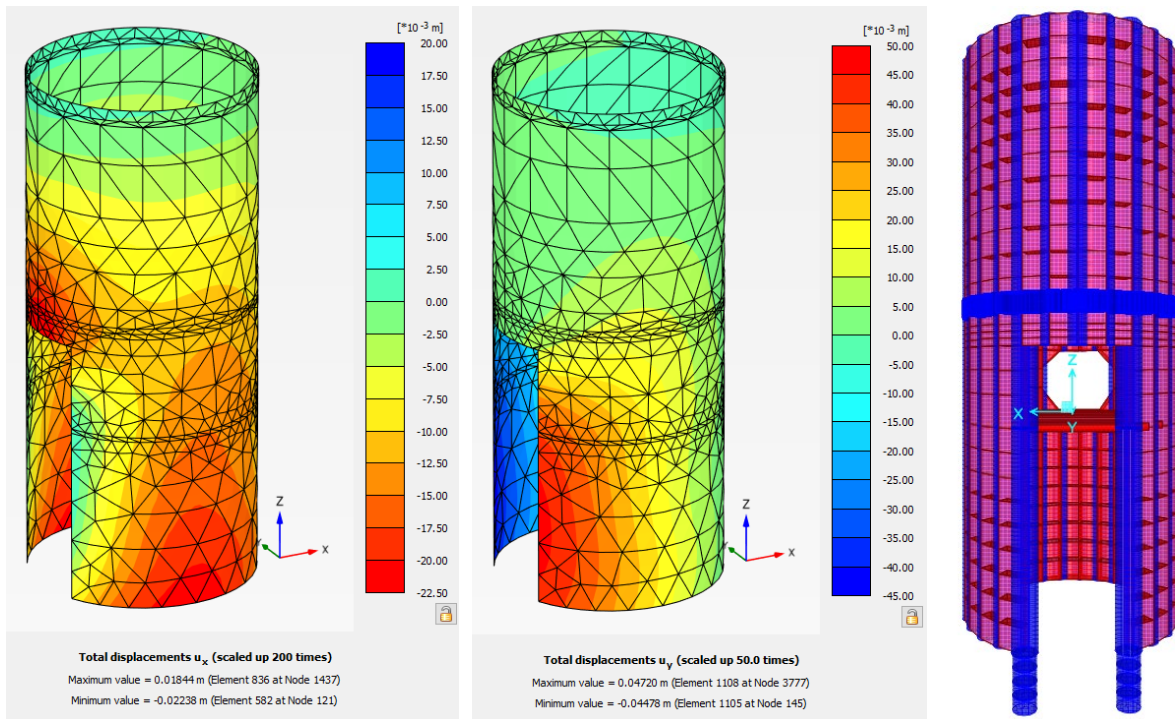 [*10⁻³ m]
20.00
17.50
15.00
12.50
10.00
7.50
5.00
2.50
0.00
-2.50
-5.00
-7.50
-10.00
-12.50
-15.00
-17.50
-20.00
-22.50
Z
Y
X
Total displacements uₓ (scaled up 200 times)
Maximum value = 0.01844 m (Element 836 at Node 1437)
Minimum value = -0.02238 m (Element 582 at Node 121)
[*10⁻³ m]
50.00
45.00
40.00
35.00
30.00
25.00
20.00
15.00
10.00
5.00
0.00
-5.00
-10.00
-15.00
-20.00
-25.00
-30.00
-35.00
-40.00
-45.00
Z
Y
X
Total displacements uᵧ (scaled up 50.0 times)
Maximum value = 0.04720 m (Element 1108 at Node 3777)
Minimum value = -0.04478 m (Element 1105 at Node 145)
Z
X
Y